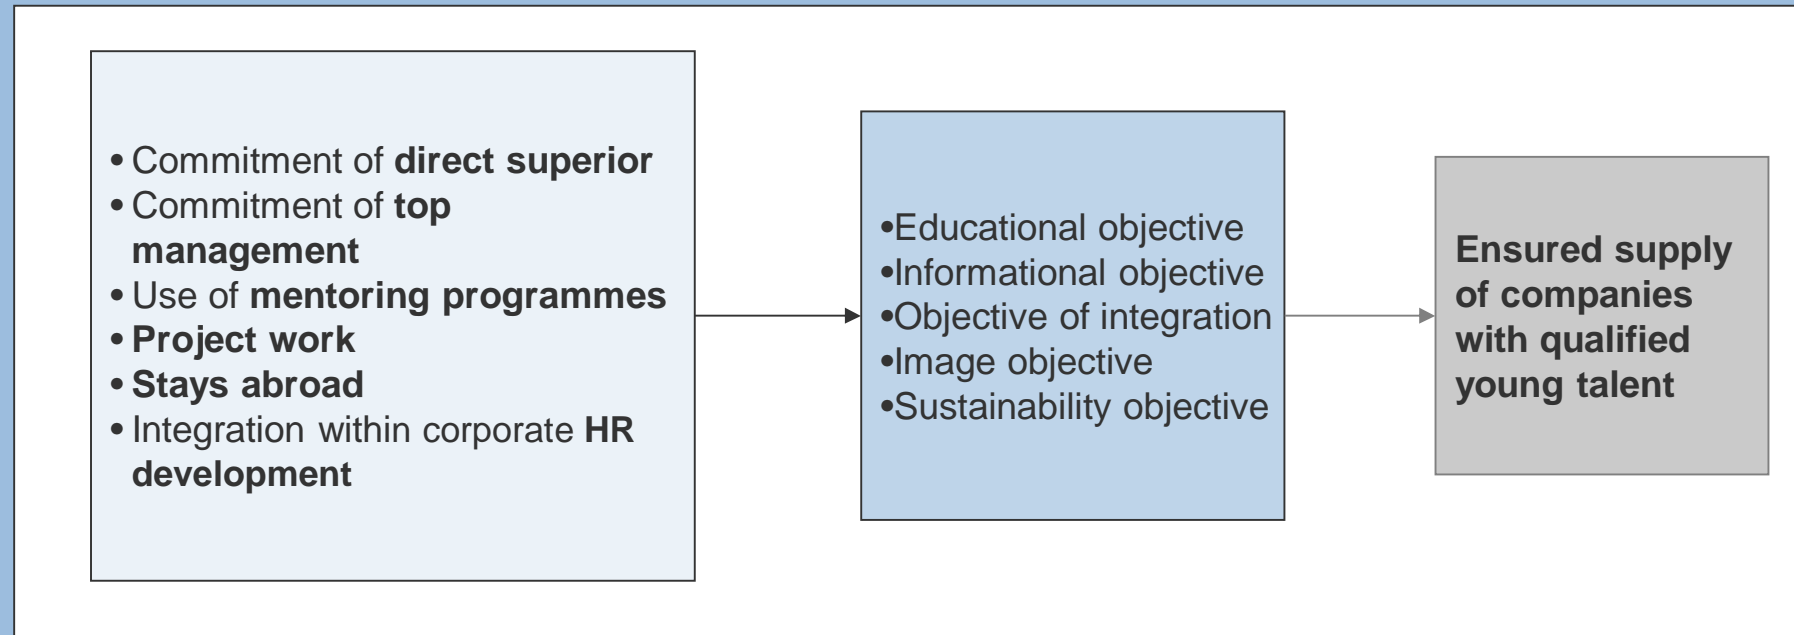 • Commitment of direct superior
• Commitment of top
management
• Use of mentoring programmes
• Project work
• Stays abroad
• Integration within corporate HR
development
•Educational objective
•Informational objective
•Objective of integration
•Image objective
•Sustainability objective
Ensured supply
of companies
with qualified
young talent